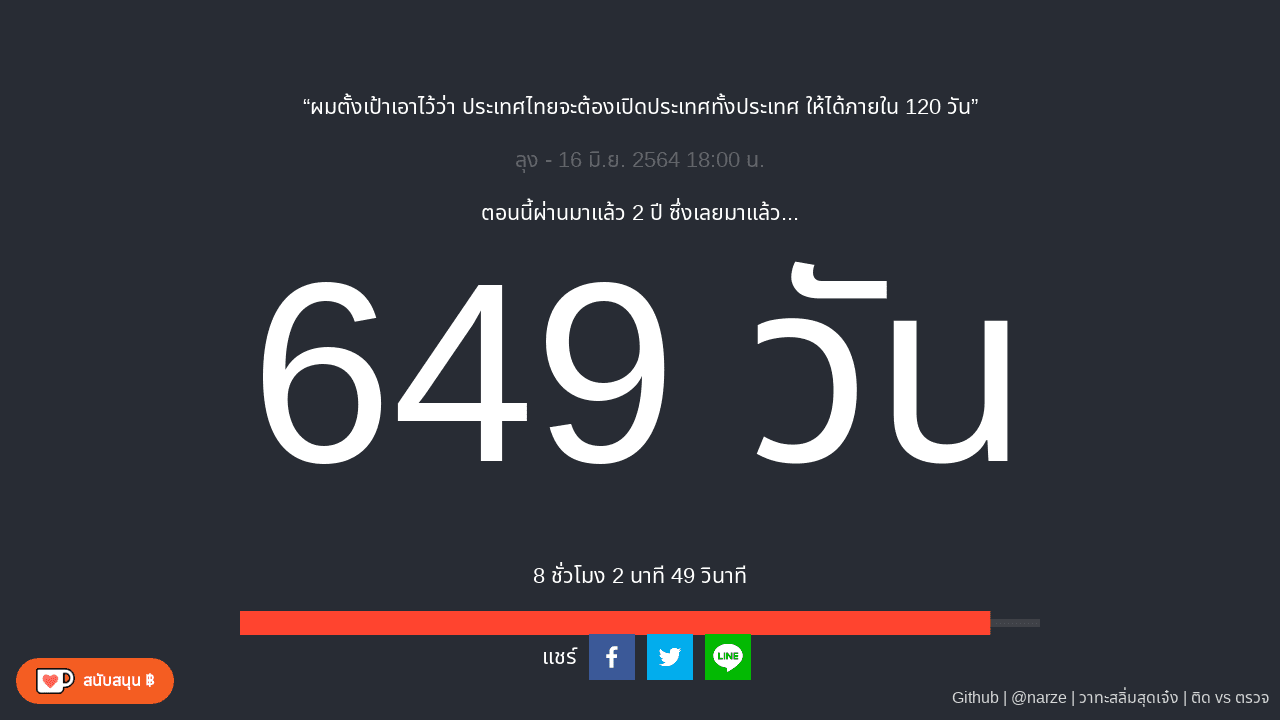 “ผมตั้งเป้าเอาไว้ว่า ประเทศไทยจะต้องเปิดประเทศทั้งประเทศ ให้ได้ภายใน 120 วัน”
ลุง - 16 มิ.ย. 2564 18:00 น.
ตอนนี้ผ่านมาแล้ว 2 ปี ซึ่งเลยมาแล้ว...
649 วัน
8 ชั่วโมง 2 นาที 49 วินาที
แชร์
LINE
สนับสนุน ฿
Github | @narze | วาทะสลิ่มสุดเจ๋ง | ติด vs ตรวจ